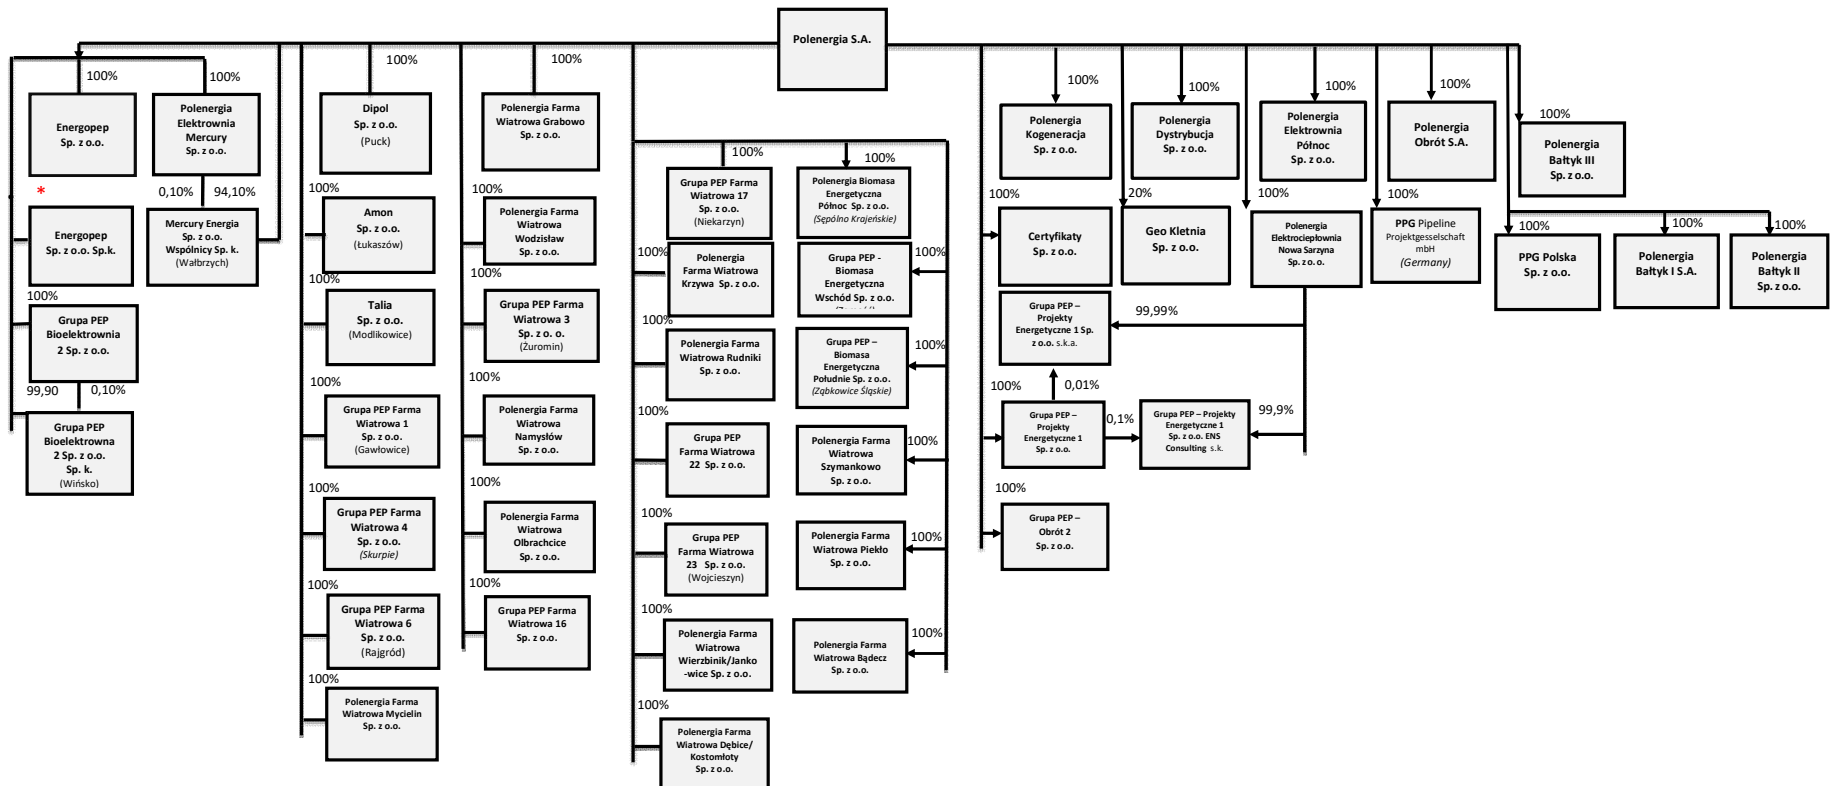 Polenergia S.A.
100%
Energopep
Sp. z o.o.
100%
Polenergia
Elektrownia
Mercury
Sp. z o.o.
*
Energopep
Sp. z o.o. Sp.k.
0,10%
94,10%
Mercury Energia
Sp. z o.o.
Wspólnicy Sp. k.
(Wałbrzych)
100%
Grupa PEP
Bioelektrownia
2 Sp. z o.o.
99,90
0,10%
Grupa PEP
Bioelektrowna
2 Sp. z o.o.
Sp. k.
(Wińsko)
100%
Dipol
Sp. z o.o.
(Puck)
100%
Amon
Sp. z o.o.
(Łukaszów)
100%
Talia
Sp. z o.o.
(Modlikowice)
100%
Grupa PEP Farma
Wiatrowa 1
Sp. z o.o.
(Gawłowice)
100%
Grupa PEP Farma
Wiatrowa 4
Sp. z o.o.
(Skurpie)
100%
Grupa PEP Farma
Wiatrowa 6
Sp. z o.o.
(Rajgród)
100%
Polenergia Farma
Wiatrowa Mycielin
Sp. z o.o.
100%
Polenergia Farma
Wiatrowa Grabowo
Sp. z o.o.
100%
Polenergia Farma
Wiatrowa
Wodzisław
Sp. z o.o.
100%
Grupa PEP Farma
Wiatrowa 3
Sp. z o. o.
(Żuromin)
100%
Polenergia Farma
Wiatrowa
Namysłów
Sp. z o.o.
100%
Polenergia Farma
Wiatrowa
Olbrachcice
Sp. z o.o.
100%
Grupa PEP Farma
Wiatrowa 16
Sp. z o.o.
100%
Grupa PEP Farma
Wiatrowa 17
Sp. z o.o.
(Niekarzyn)
100%
Polenergia
Farma Wiatrowa
Krzywa Sp. z o.o.
100%
Polenergia Farma
Wiatrowa Rudniki
Sp. z o.o.
100%
Grupa PEP
Farma Wiatrowa
22 Sp. z o.o.
100%
Grupa PEP
Farma Wiatrowa
23 Sp. z o.o.
(Wojcieszyn)
100%
Polenergia Farma
Wiatrowa
Wierzbinik/Janko
-wice Sp. z o.o.
100%
Polenergia Farma
Wiatrowa Dębice/
Kostomłoty
Sp. z o.o.
100%
Polenergia Biomasa
Energetyczna
Północ Sp. z o.o.
(Sępólno Krajeńskie)
100%
Grupa PEP -
Biomasa
Energetyczna
Wschód Sp. z o.o.
100%
Grupa PEP –
Biomasa
Energetyczna
Południe Sp. z o.o.
(Ząbkowice Śląskie)
100%
Polenergia Farma
Wiatrowa
Szymankowo
Sp. z o.o.
100%
Polenergia Farma
Wiatrowa Piekło
Sp. z o.o.
100%
Polenergia Farma
Wiatrowa Bądecz
Sp. z o.o.
100%
Polenergia
Kogeneracja
Sp. z o.o.
100%
Polenergia
Dystrybucja
Sp. z o.o.
100%
Polenergia
Elektrownia
Północ
Sp. z o.o.
100%
Polenergia
Obrót S.A.
100%
Polenergia
Bałtyk III
Sp. z o.o.
100%
Certyfikaty
Sp. z o.o.
20%
Geo Kletnia
Sp. z o.o.
100%
Polenergia
Elektrociepłownia
Nowa Sarzyna
Sp. z o.o.
100%
PPG Pipeline
Projektgesselschaft
mbH
(Germany)
100%
PPG Polska
Sp. z o.o.
100%
Polenergia
Bałtyk I S.A.
100%
Polenergia
Bałtyk II
Sp. z o.o.
Grupa PEP –
Projekty
Energetyczne 1 Sp.
z o.o. s.k.a.
99,99%
100%
0,01%
Grupa PEP –
Projekty
Energetyczne 1
Sp. z o.o.
0,1%
Grupa PEP – Projekty
Energetyczne 1
Sp. z o.o. ENS
Consulting s.k.
99,9%
100%
Grupa PEP –
Obrót 2
Sp. z o.o.